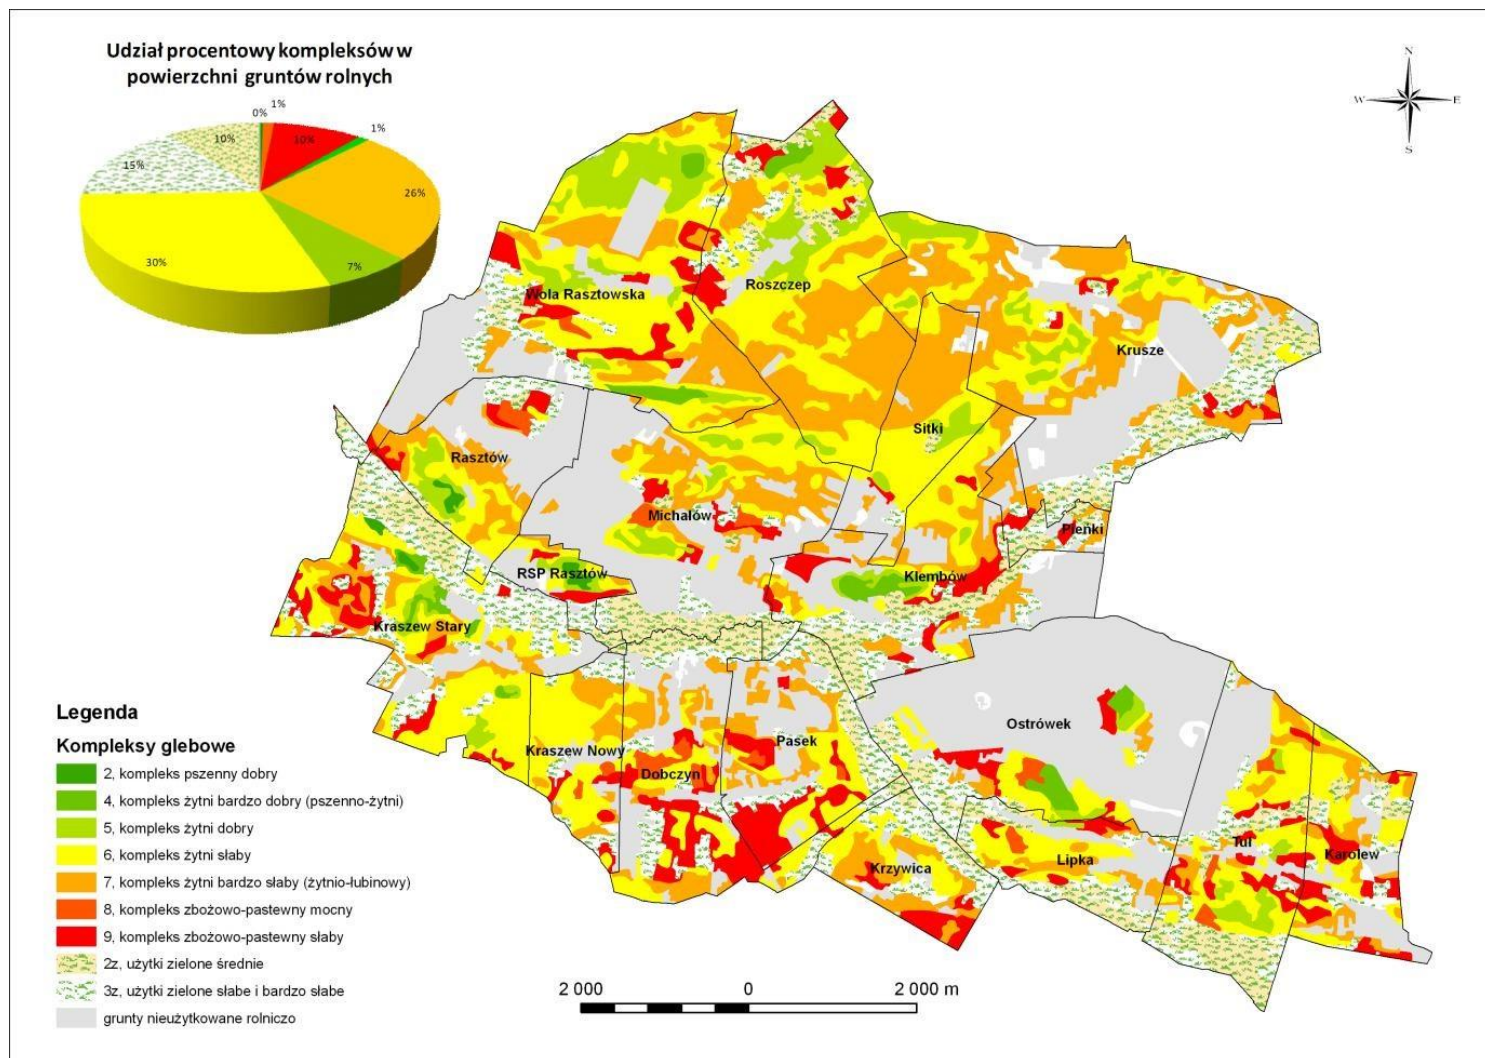 Udział procentowy kompleksów w
powierzchni gruntów rolnych
0%
1%
10%
1%
26%
7%
30%
15%
10%
N
W
E
S
Wola Rasztowska
Roszczep
Krusze
Sitki
Rasztów
Michałów
Pieńki
RSP Rasztów
Klembów
Kraszew Stary
Ostrówek
Kraszew Nowy
Pasek
Dobczyn
Krzywica
Lipka
Tul
Karolew
Legenda
Kompleksy glebowe
2, kompleks pszenny dobry
4, kompleks żytni bardzo dobry (pszenno-żytni)
5, kompleks żytni dobry
6, kompleks żytni słaby
7, kompleks żytni bardzo słaby (żytnio-łubinowy)
8, kompleks zbożowo-pastewny mocny
9, kompleks zbożowo-pastewny słaby
2z, użytki zielone średnie
3z, użytki zielone słabe i bardzo słabe
grunty nieużytkowane rolniczo
2 000 0 2 000 m